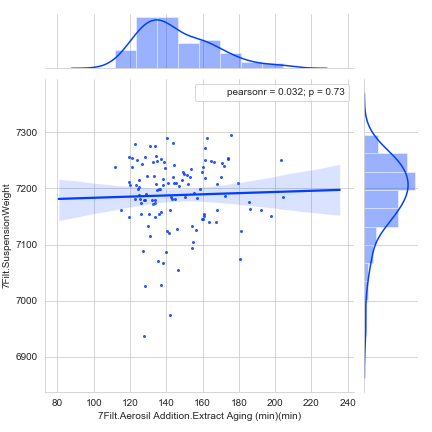 pearsonr = 0.032; p = 0.73
7Filt.SuspensionWeight
7300
7200
7100
7000
6900
80 100 120 140 160 180 200 220 240
7Filt.Aerosil Addition.Extract Aging (min)(min)